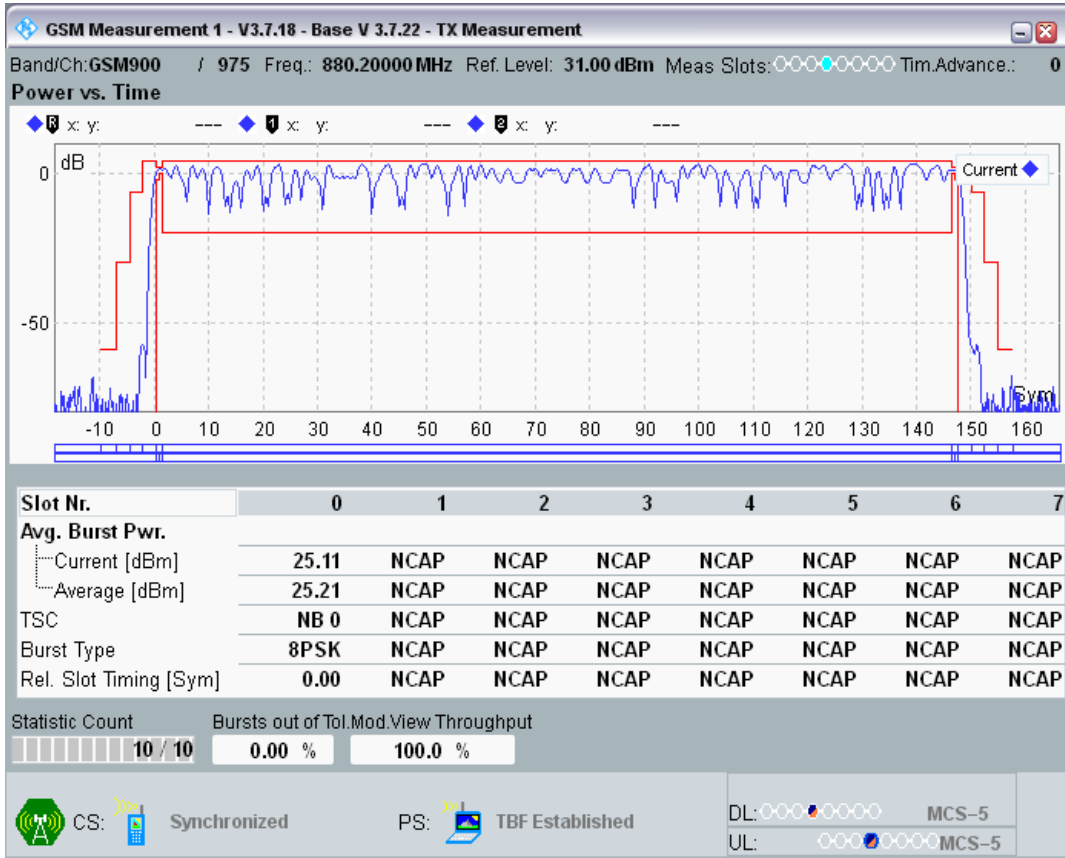 GSM Measurement 1 - V3.7.18 - Base V 3.7.22 - TX Measurement
Band/Ch:GSM900 / 975 Freq.: 880.20000 MHz Ref. Level: 31.00 dBm Meas Slots: Tim.Advance.: 0
Power vs. Time
R x: y: --- 1 x: y: --- 2 x: y: ---
dB
Current
0
-50
Sym
-10 0 10 20 30 40 50 60 70 80 90 100 110 120 130 140 150 160
Slot Nr. 0 1 2 3 4 5 6 7
Avg. Burst Pwr.
Current [dBm] 25.11 NCAP NCAP NCAP NCAP NCAP NCAP NCAP
Average [dBm] 25.21 NCAP NCAP NCAP NCAP NCAP NCAP NCAP
TSC NB 0 NCAP NCAP NCAP NCAP NCAP NCAP NCAP
Burst Type 8PSK NCAP NCAP NCAP NCAP NCAP NCAP NCAP
Rel. Slot Timing [Sym] 0.00 NCAP NCAP NCAP NCAP NCAP NCAP NCAP
Statistic Count Bursts out of Tol.Mod.View Throughput
10 / 10 0.00 % 100.0 %
CS: Synchronized PS: TBF Established DL: MCS-5
UL: MCS-5